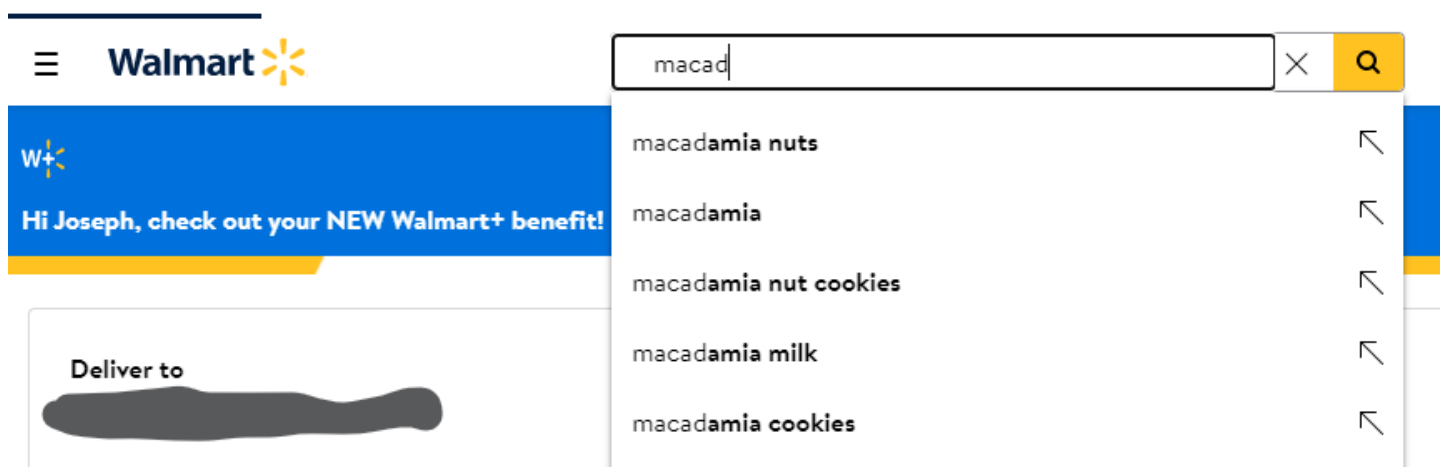 Walmart
macad
W+
Hi Joseph, check out your NEW Walmart+ benefit!
Deliver to
macadamia nuts
macadamia
macadamia nut cookies
macadamia milk
macadamia cookies